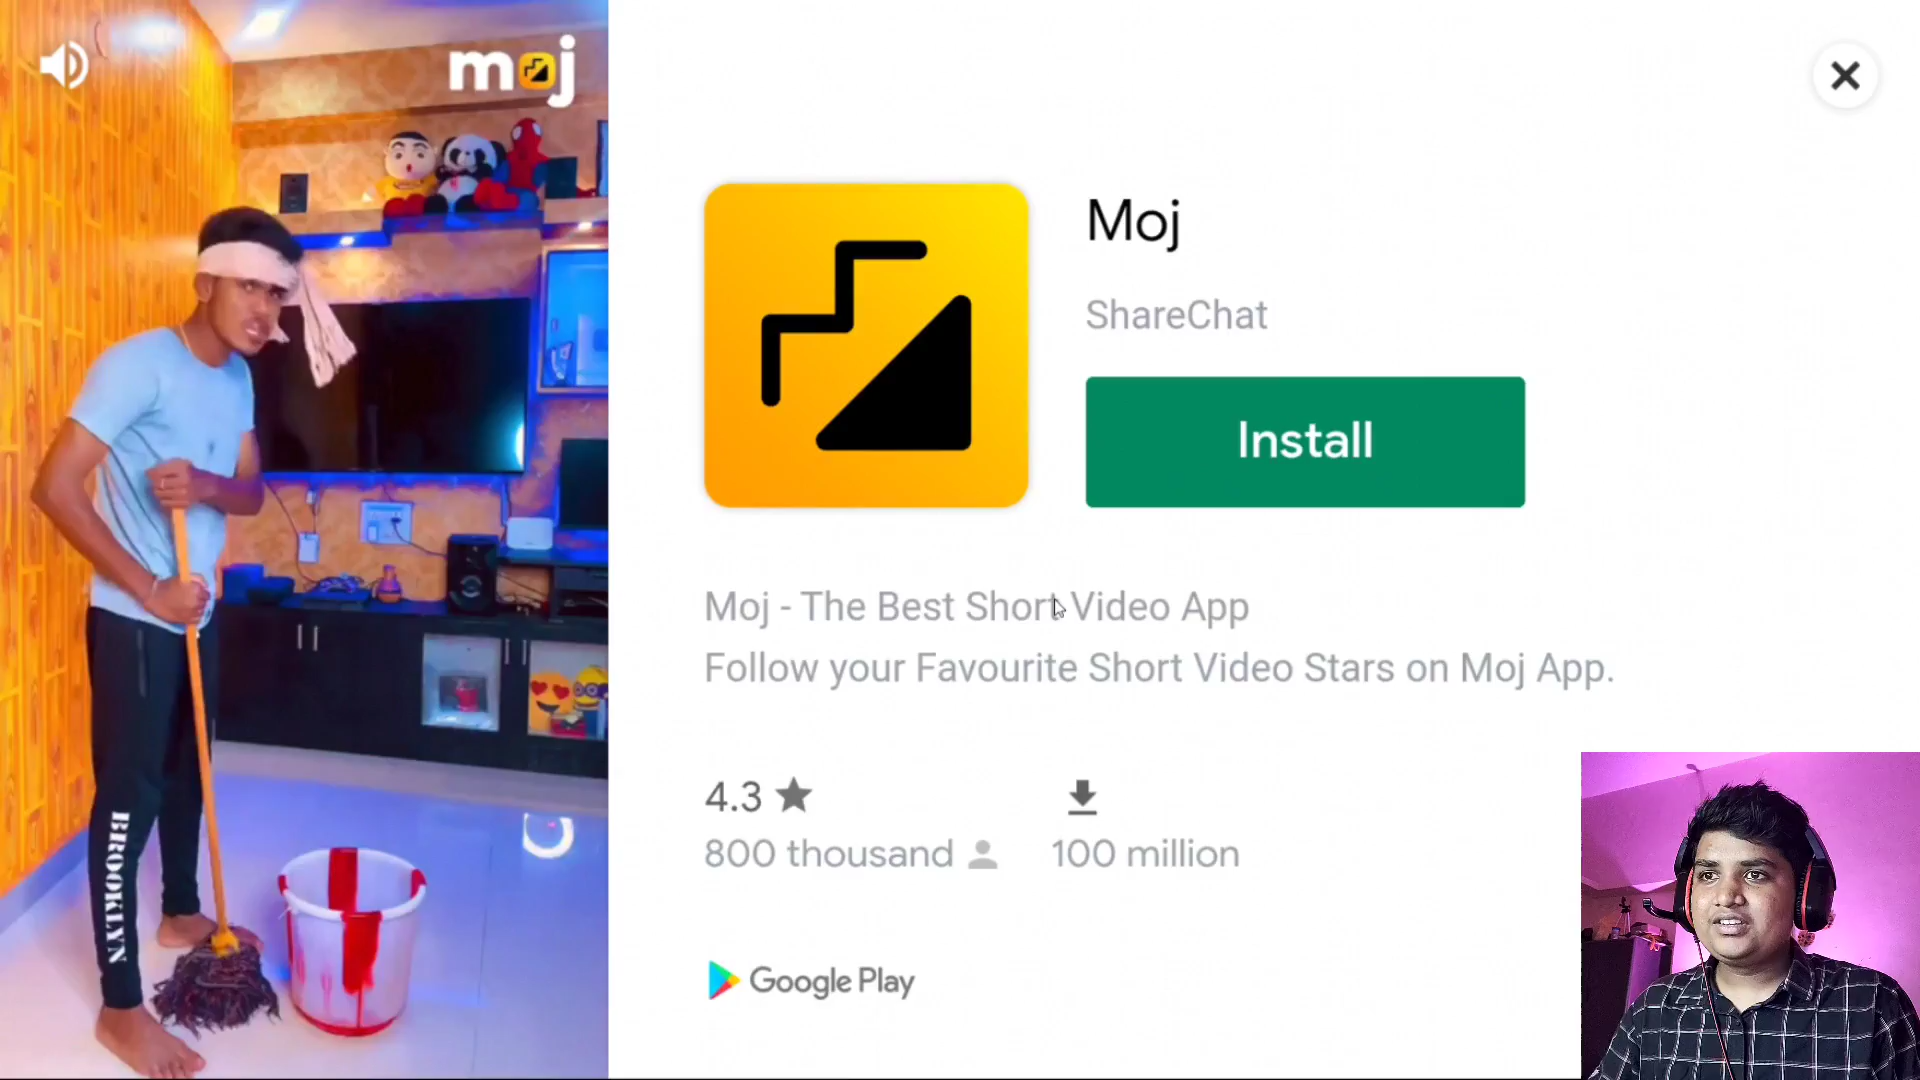 moj
Moj
ShareChat
Install
Moj - The Best Short Video App
Follow your Favourite Short Video Stars on Moj App.
4.3
800 thousand
100 million
Google Play
BROOKLYN